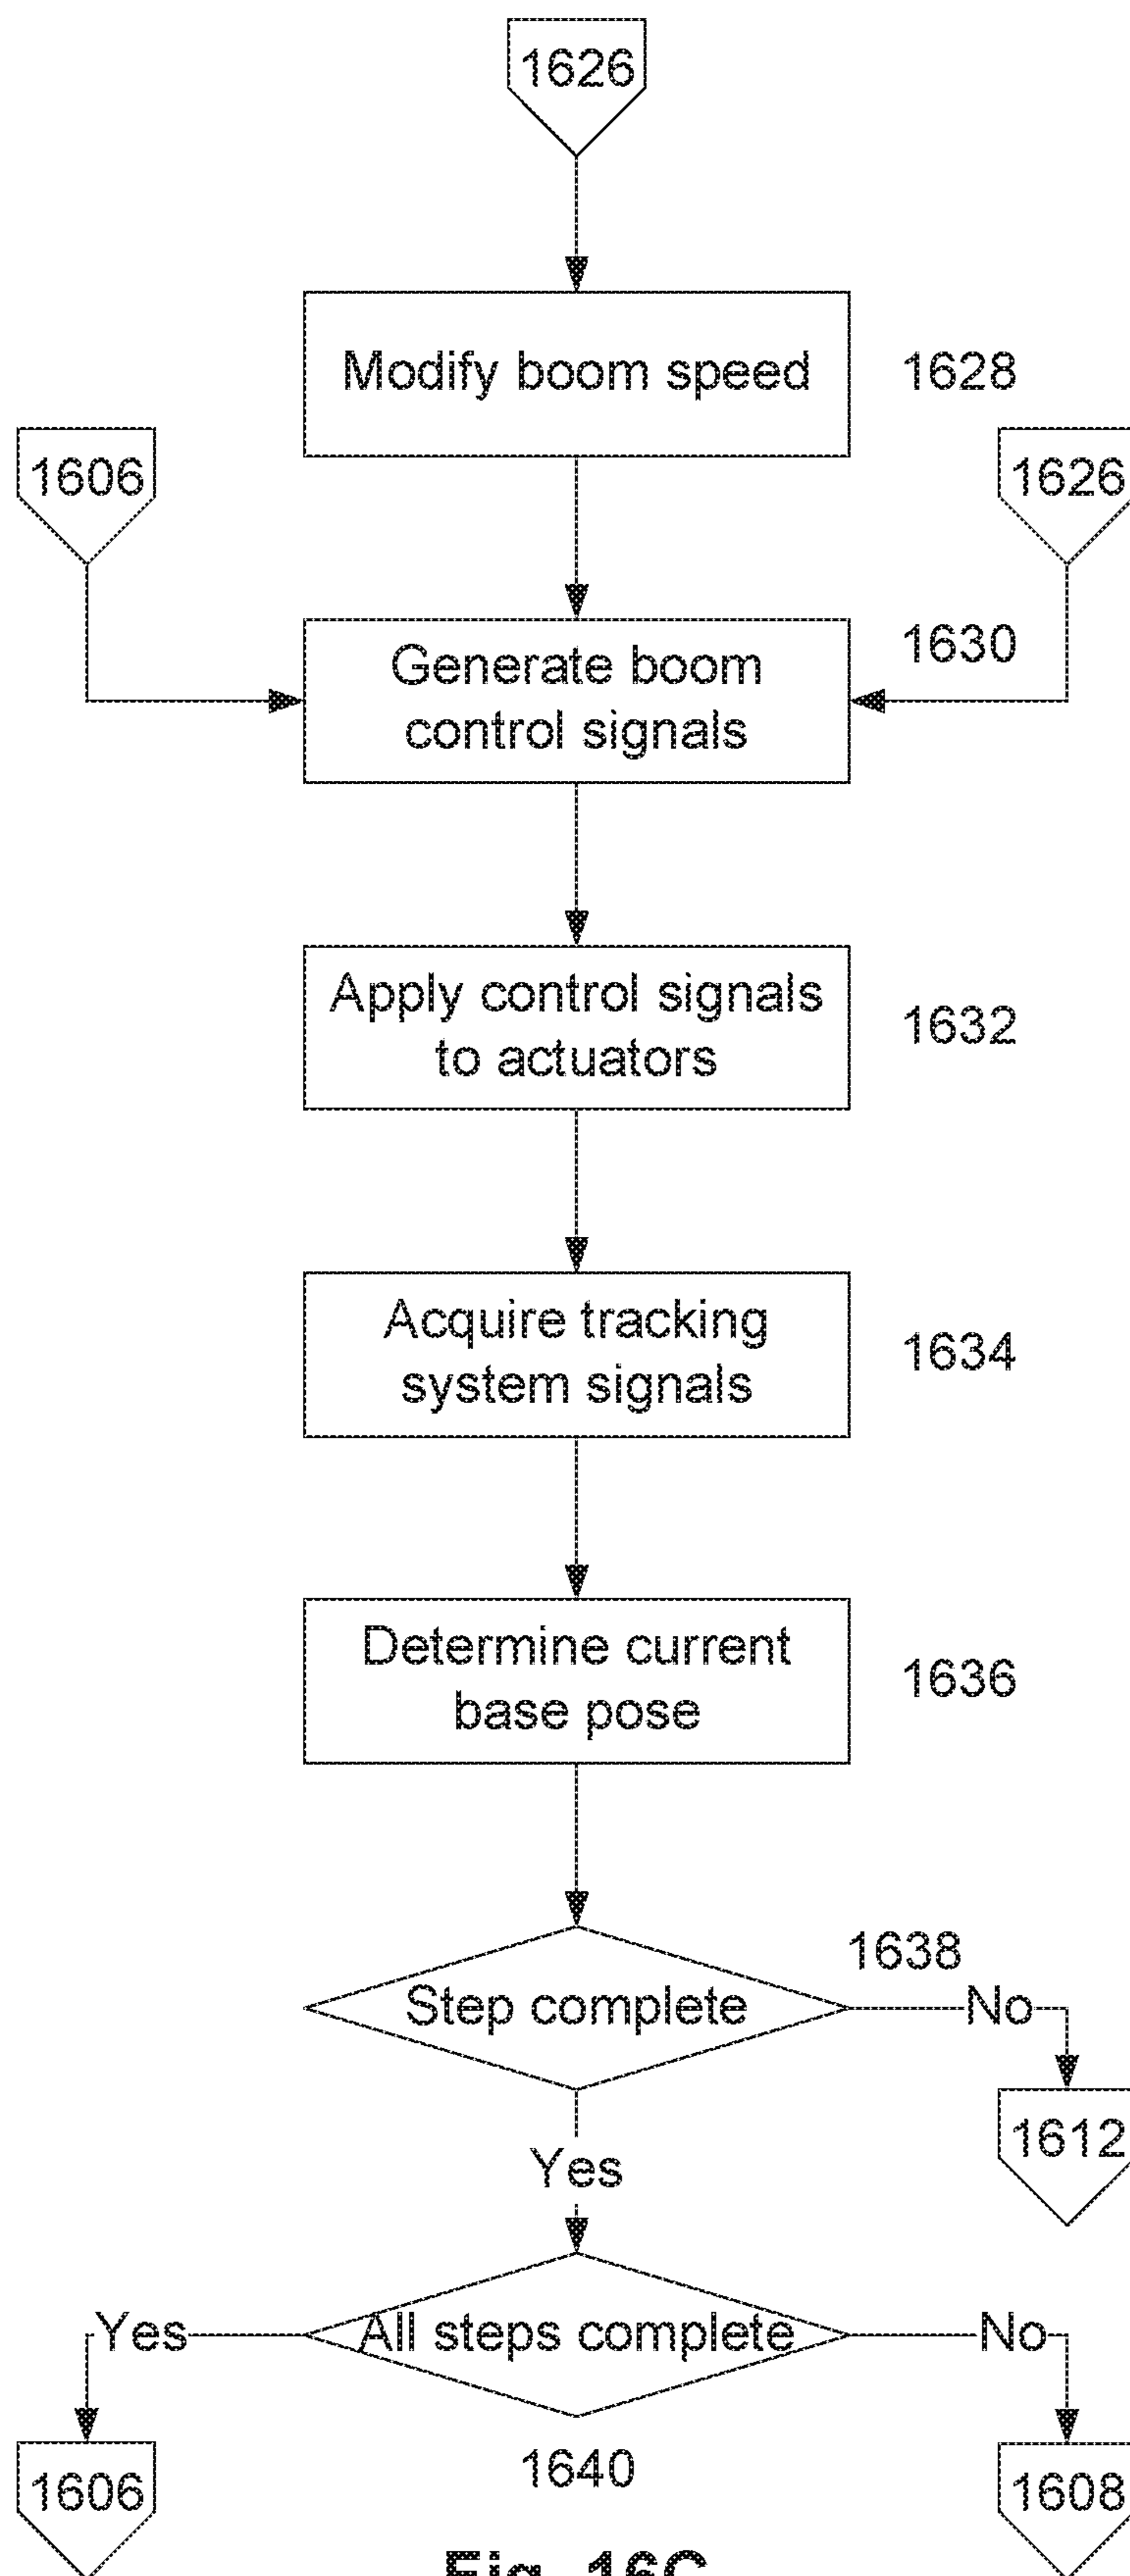 1626
Modify boom speed
1628
1606
1626
Generate boom
control signals
1630
Apply control signals
to actuators
1632
Acquire tracking
system signals
1634
Determine current
base pose
1636
Step complete
1638
No
1612
Yes
All steps complete
Yes
No
1606
1640
1608
Fig. 16C